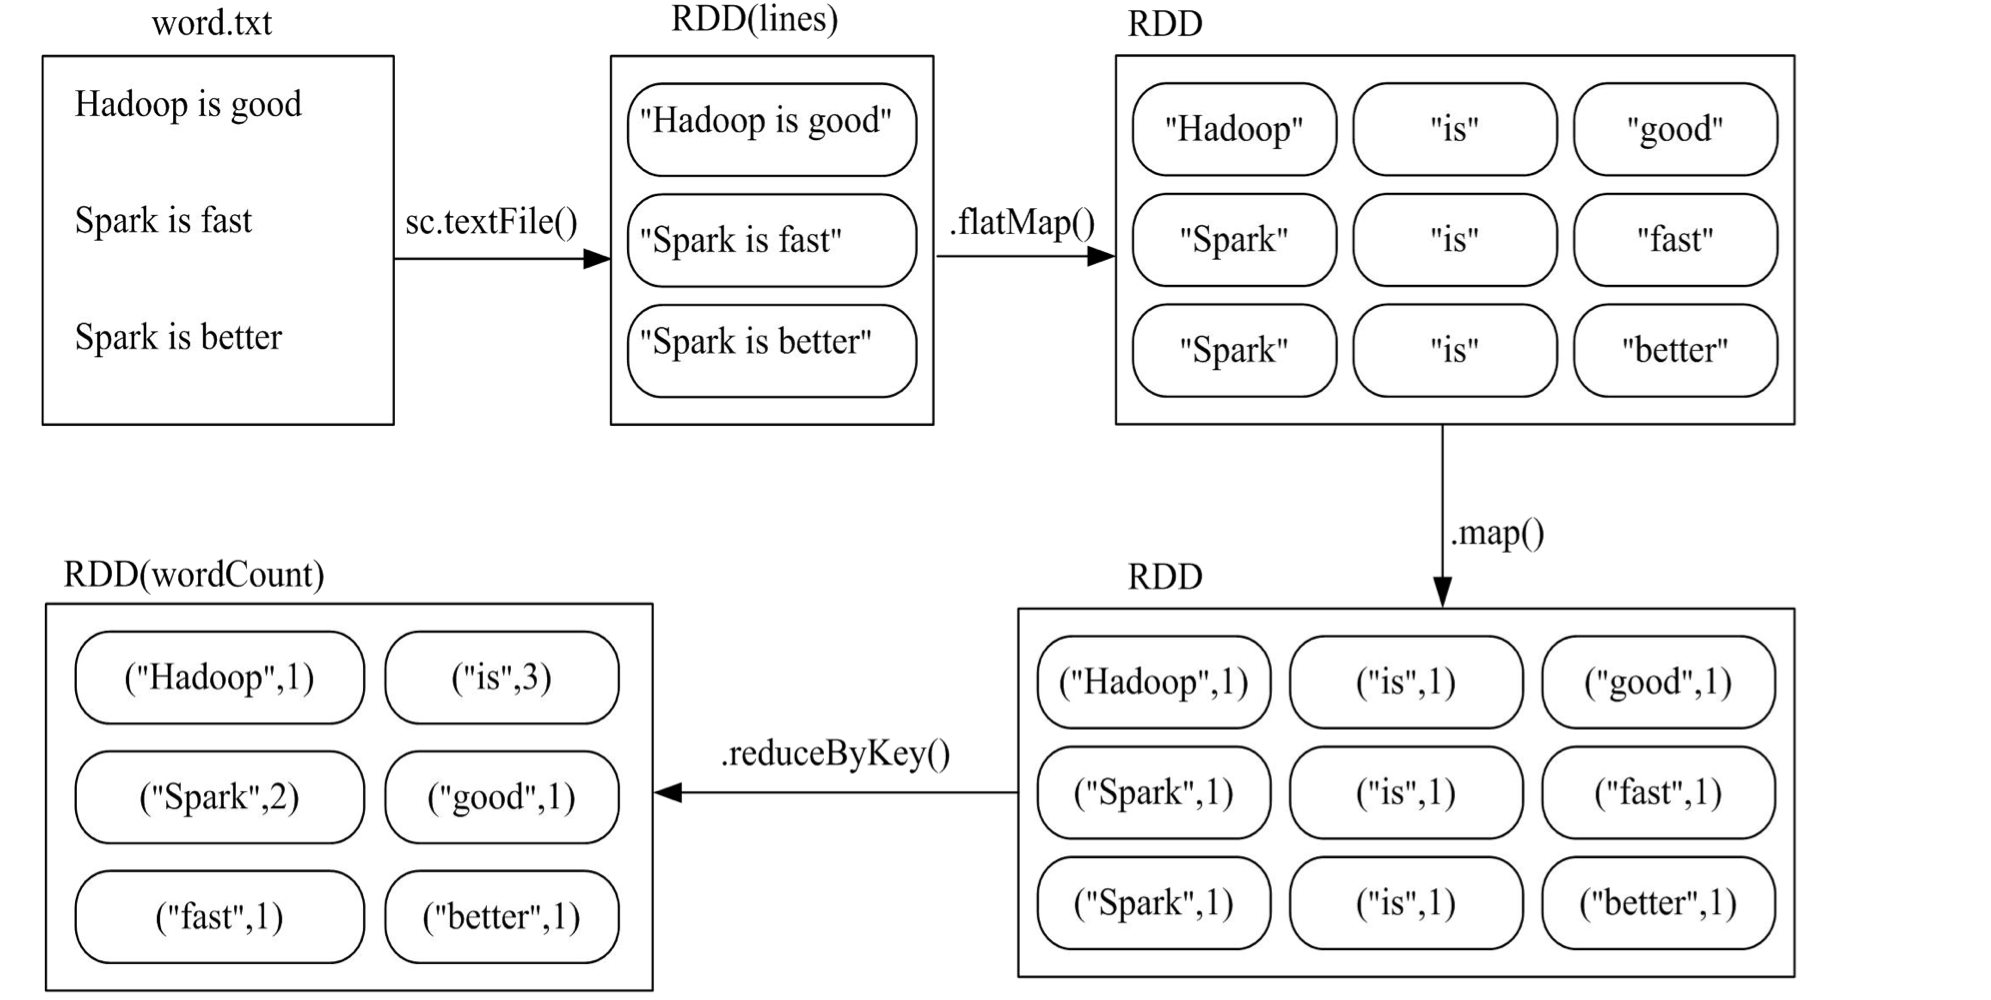 word.txt
Hadoop is good
Spark is fast
Spark is better
sc.textFile()
RDD(lines)
"Hadoop is good"
"Spark is fast"
"Spark is better"
.flatMap()
RDD
"Hadoop" "is" "good"
"Spark" "is" "fast"
"Spark" "is" "better"
.map()
RDD
("Hadoop",1) ("is",1) ("good",1)
("Spark",1) ("is",1) ("fast",1)
("Spark",1) ("is",1) ("better",1)
.reduceByKey()
RDD(wordCount)
("Hadoop",1) ("is",3)
("Spark",2) ("good",1)
("fast",1) ("better",1)